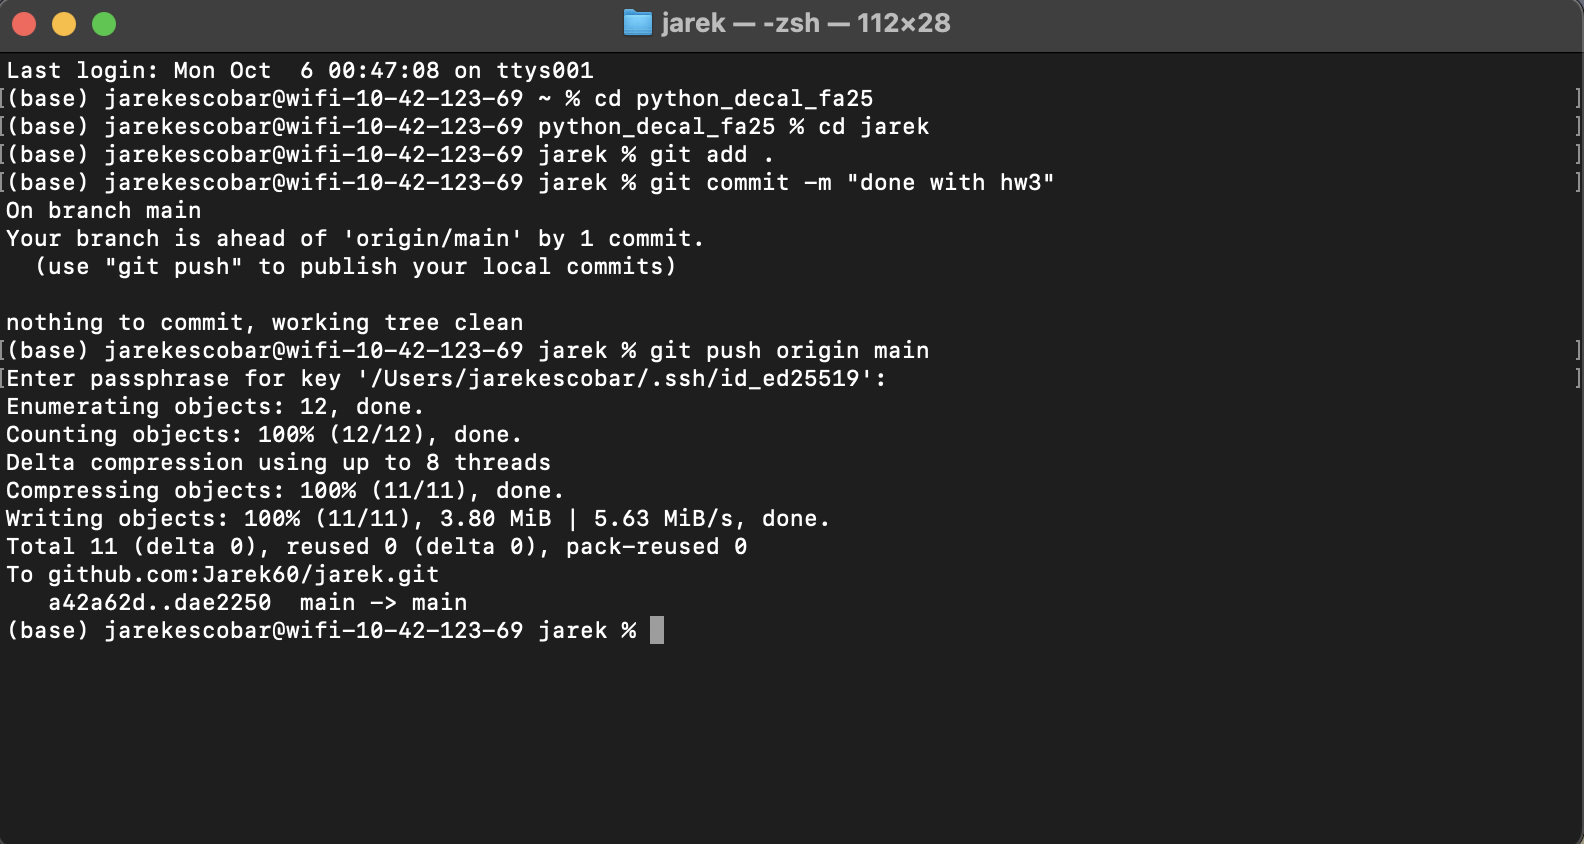 jarek — -zsh — 112×28
Last login: Mon Oct  6 00:47:08 on ttys001
[(base) jarekescobar@wifi-10-42-123-69 ~ % cd python_decal_fa25 ]
[(base) jarekescobar@wifi-10-42-123-69 python_decal_fa25 % cd jarek ]
[(base) jarekescobar@wifi-10-42-123-69 jarek % git add . ]
[(base) jarekescobar@wifi-10-42-123-69 jarek % git commit -m "done with hw3" ]
On branch main
Your branch is ahead of 'origin/main' by 1 commit.
  (use "git push" to publish your local commits)

nothing to commit, working tree clean
[(base) jarekescobar@wifi-10-42-123-69 jarek % git push origin main ]
[Enter passphrase for key '/Users/jarekescobar/.ssh/id_ed25519': ]
Enumerating objects: 12, done.
Counting objects: 100% (12/12), done.
Delta compression using up to 8 threads
Compressing objects: 100% (11/11), done.
Writing objects: 100% (11/11), 3.80 MiB | 5.63 MiB/s, done.
Total 11 (delta 0), reused 0 (delta 0), pack-reused 0
To github.com:Jarek60/jarek.git
   a42a62d..dae2250  main -> main
(base) jarekescobar@wifi-10-42-123-69 jarek %